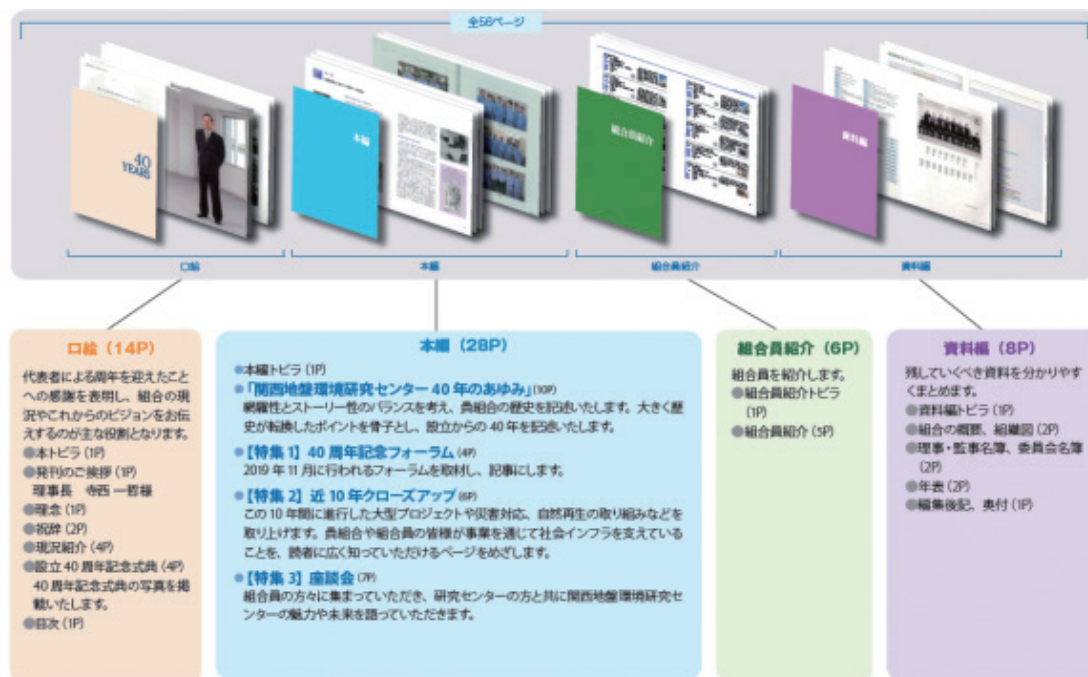 全56ページ
40
YEARS
本編
組合員紹介
資料編
口絵
本編
組合員紹介
資料編
口絵（14P）
代表者による周年を迎えたこと
への感謝を表明し、組合の現
況やこれからのビジョンをお伝
えするのが主な役割となります。
●本トビラ（1P）
●発刊のご挨拶（1P）
理事長　寺西 一哲様
●理念（1P）
●祝辞（2P）
●現況紹介（4P）
●設立40周年記念式典（4P）
40周年記念式典の写真を掲
載いたします。
●目次（1P）
本編（28P）
●本編トビラ（1P）
●「関西地盤環境研究センター40年のあゆみ」（10P）
網羅性とストーリー性のバランスを考え、貴組合の歴史を記述いたします。大きく歴
史が転換したポイントを骨子とし、設立からの40年を記述いたします。
●【特集1】40周年記念フォーラム（4P）
2019年11月に行われるフォーラムを取材し、記事にします。
●【特集2】近10年クローズアップ（6P）
この10年間に進行した大型プロジェクトや災害対応、自然再生の取り組みなどを
取り上げます。貴組合や組合員の皆様が事業を通じて社会インフラを支えている
ことを、読者に広く知っていただけるページをめざします。
●【特集3】座談会（7P）
組合員の方々に集まっていただき、研究センターの方と共に関西地盤環境研究セ
ンターの魅力や未来を語っていただきます。
組合員紹介（6P）
組合員を紹介します。
●組合員紹介トビラ
（1P）
●組合員紹介（5P）
資料編（8P）
残していくべき資料を分かりやす
くまとめます。
●資料編トビラ（1P）
●組合の概要、組織図（2P）
●理事・監事名簿、委員会名簿
（2P）
●年表（2P）
●編集後記、奥付（1P）